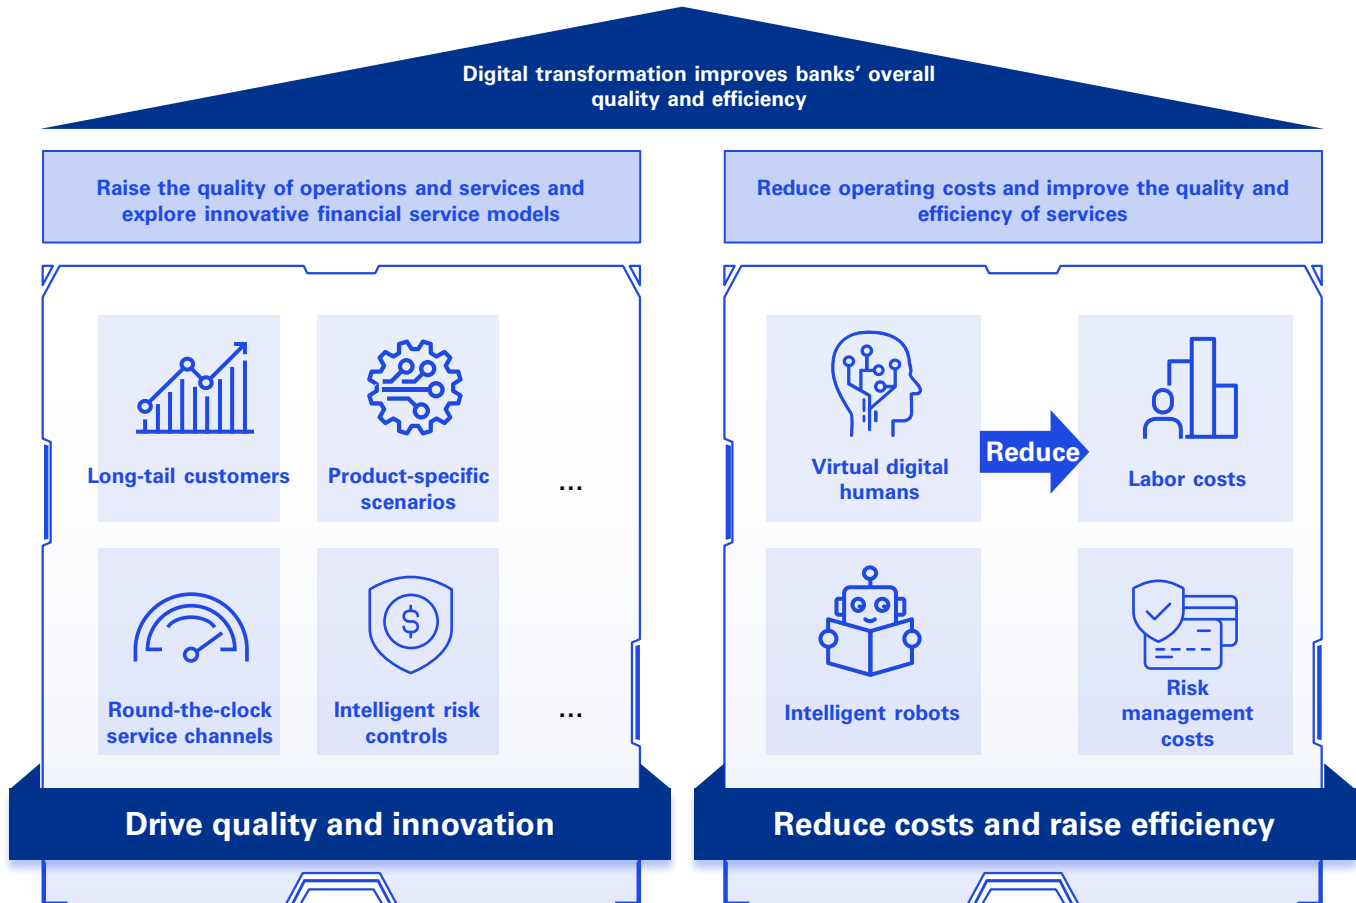 Digital transformation improves banks’ overall
quality and efficiency
Raise the quality of operations and services and
explore innovative financial service models
Long-tail customers
Product-specific
scenarios
...
Round-the-clock
service channels
Intelligent risk
controls
...
Drive quality and innovation
Reduce operating costs and improve the quality and
efficiency of services
Virtual digital
humans
Reduce
Labor costs
Intelligent robots
$
Risk
management
costs
Reduce costs and raise efficiency